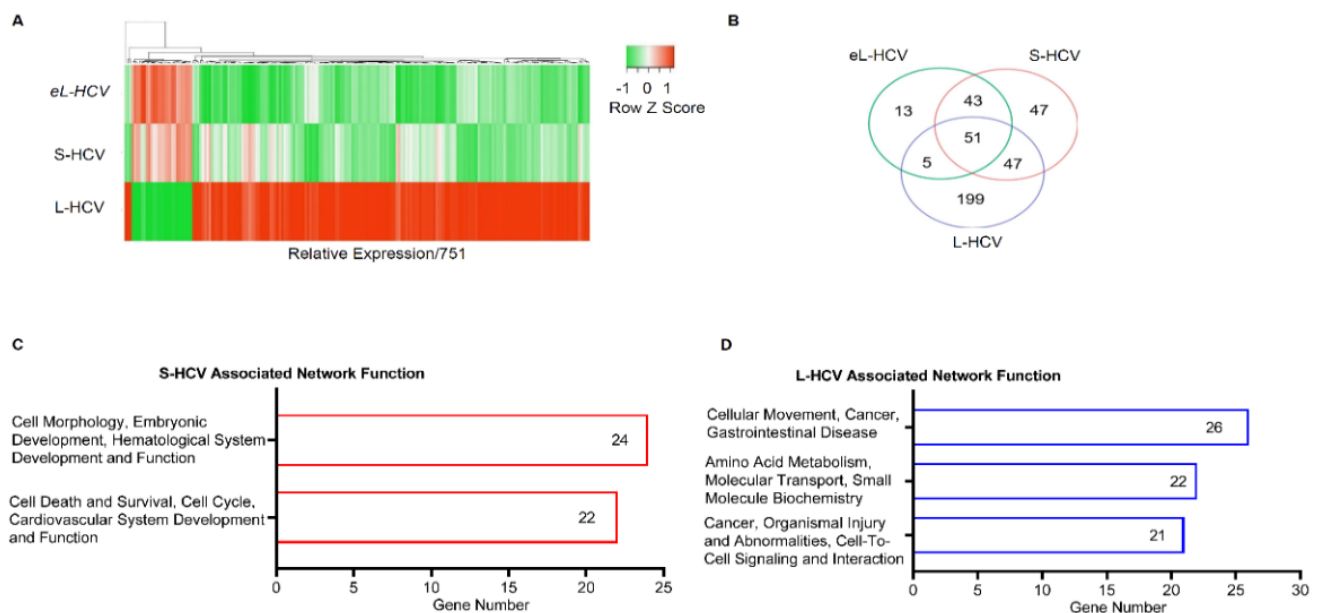 A
eL-HCV
S-HCV
L-HCV
-1 0 1
Row Z Score
Relative Expression/751
B
eL-HCV
S-HCV
13
43
47
51
5
47
199
L-HCV
C
S-HCV Associated Network Function
Cell Morphology, Embryonic
Development, Hematological System
Development and Function
24
Cell Death and Survival, Cell Cycle,
Cardiovascular System Development
and Function
22
0 5 10 15 20 25
Gene Number
D
L-HCV Associated Network Function
Cellular Movement, Cancer,
Gastrointestinal Disease
26
Amino Acid Metabolism,
Molecular Transport, Small
Molecule Biochemistry
22
Cancer, Organismal Injury
and Abnormalities, Cell-To-
Cell Signaling and Interaction
21
0 5 10 15 20 25 30
Gene Number